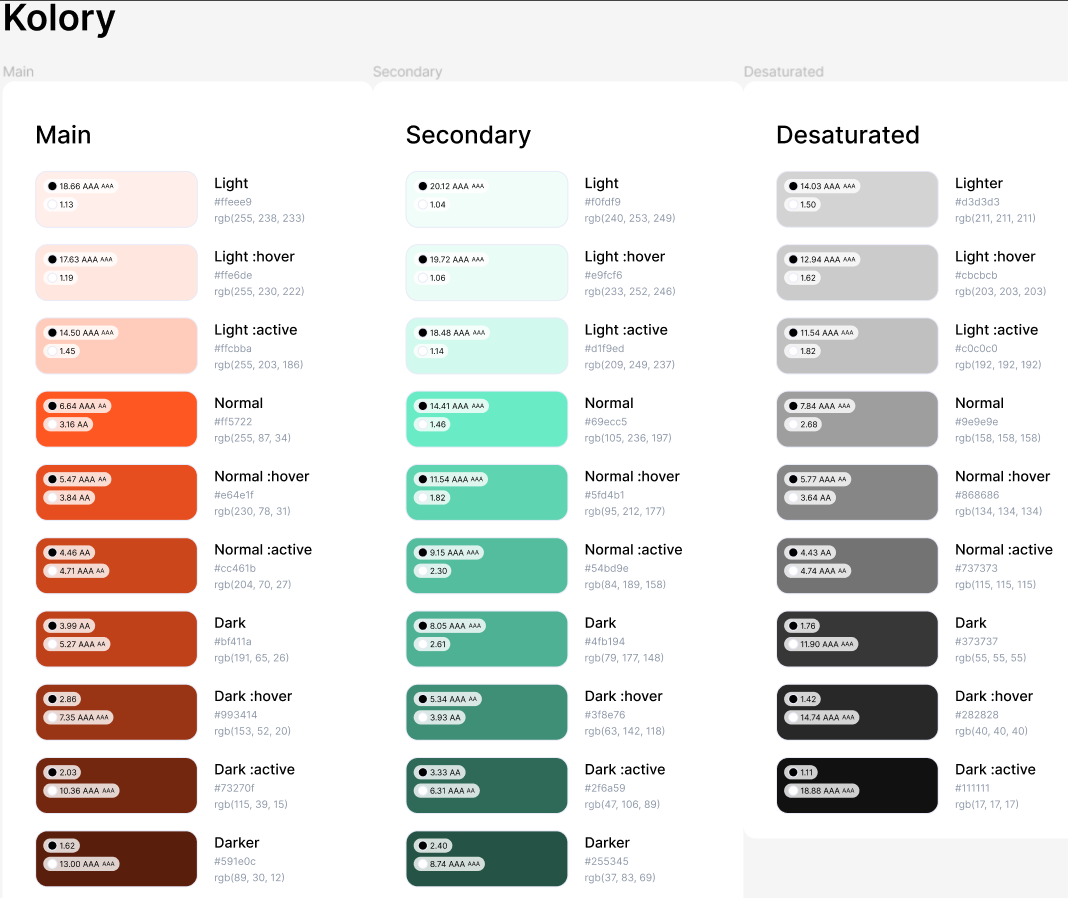 Kolory
Main
Secondary
Desaturated
Main
18.66 AAA AAA
1.13
Light
#ffeee9
rgb(255, 238, 233)
17.63 AAA AAA
1.19
Light :hover
#ffe6de
rgb(255, 230, 222)
14.50 AAA AAA
1.45
Light :active
#ffcbba
rgb(255, 203, 186)
6.64 AAA AA
3.16 AA
Normal
#ff5722
rgb(255, 87, 34)
5.47 AAA AA
3.84 AA
Normal :hover
#e64e1f
rgb(230, 78, 31)
4.46 AA
4.71 AAA AA
Normal :active
#cc461b
rgb(204, 70, 27)
3.99 AA
5.27 AAA AA
Dark
#bf411a
rgb(191, 65, 26)
2.86
7.35 AAA AAA
Dark :hover
#993414
rgb(153, 52, 20)
2.03
10.36 AAA AAA
Dark :active
#73270f
rgb(115, 39, 15)
1.62
13.00 AAA AAA
Darker
#591e0c
rgb(89, 30, 12)
Secondary
20.12 AAA AAA
1.04
Light
#f0fdf9
rgb(240, 253, 249)
19.72 AAA AAA
1.06
Light :hover
#e9fcf6
rgb(233, 252, 246)
18.48 AAA AAA
1.14
Light :active
#d1f9ed
rgb(209, 249, 237)
14.41 AAA AAA
1.46
Normal
#69ecc5
rgb(105, 236, 197)
11.54 AAA AAA
1.82
Normal :hover
#5fd4b1
rgb(95, 212, 177)
9.15 AAA AAA
2.30
Normal :active
#54bd9e
rgb(84, 189, 158)
8.05 AAA AAA
2.61
Dark
#4fb194
rgb(79, 177, 148)
5.34 AAA AA
3.93 AA
Dark :hover
#3f8e76
rgb(63, 142, 118)
3.33 AA
6.31 AAA AA
Dark :active
#2f6a59
rgb(47, 106, 89)
2.40
8.74 AAA AAA
Darker
#255345
rgb(37, 83, 69)
Desaturated
14.03 AAA AAA
1.50
Lighter
#d3d3d3
rgb(211, 211, 211)
12.94 AAA AAA
1.62
Light :hover
#cbcbcb
rgb(203, 203, 203)
11.54 AAA AAA
1.82
Light :active
#c0c0c0
rgb(192, 192, 192)
7.84 AAA AAA
2.68
Normal
#9e9e9e
rgb(158, 158, 158)
5.77 AAA AA
3.64 AA
Normal :hover
#868686
rgb(134, 134, 134)
4.43 AA
4.74 AAA AA
Normal :active
#737373
rgb(115, 115, 115)
1.76
11.90 AAA AAA
Dark
#373737
rgb(55, 55, 55)
1.42
14.74 AAA AAA
Dark :hover
#282828
rgb(40, 40, 40)
1.11
18.88 AAA AAA
Dark :active
#111111
rgb(17, 17, 17)